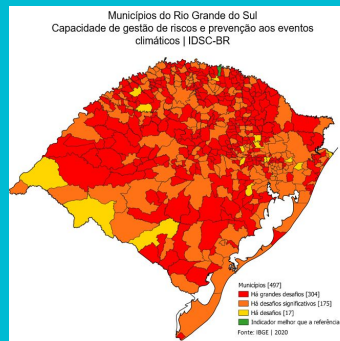 Municípios do Rio Grande do Sul
Capacidade de gestão de riscos e prevenção aos eventos
climáticos | IDSC-BR
Municípios [497]
Há grandes desafios [304]
Há desafios significativos [175]
Há desafios [17]
Indicador melhor que a referência
Fonte: IBGE | 2020